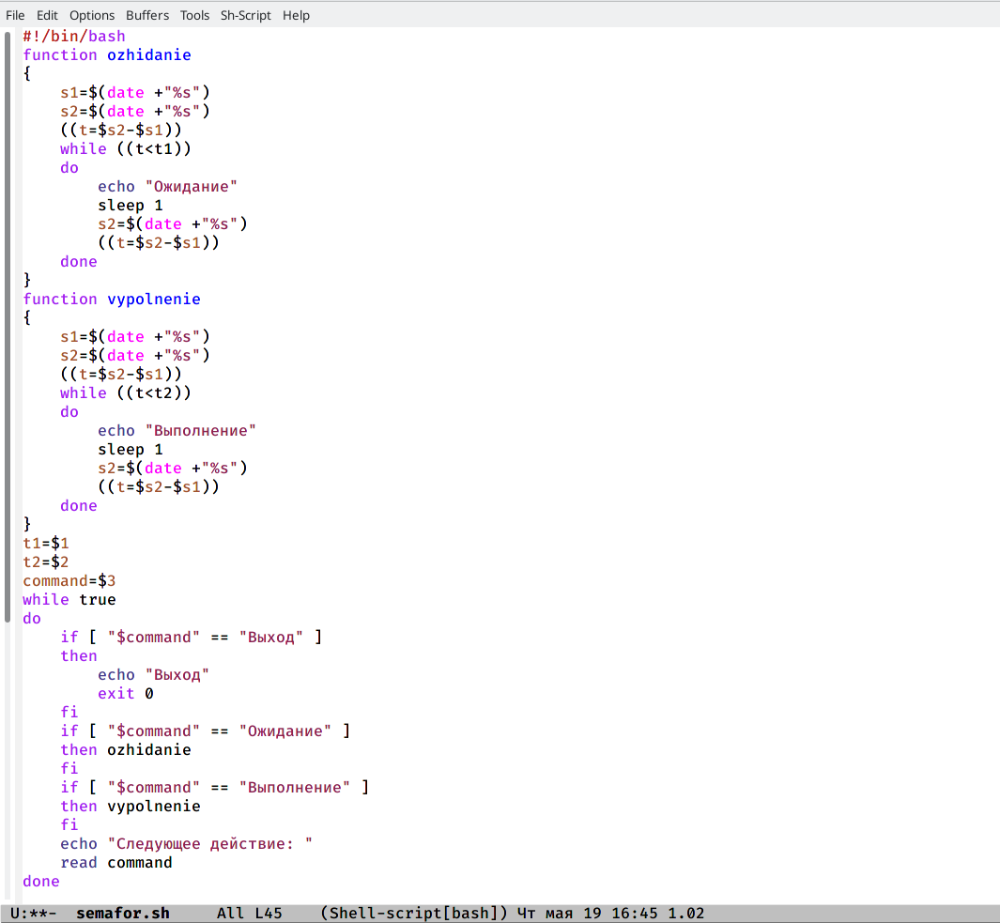 File Edit Options Buffers Tools Sh-Script Help
#!/bin/bash
function ozhidanie
{
    s1=$(date +"%s")
    s2=$(date +"%s")
    ((t=$s2-$s1))
    while ((t<t1))
    do
        echo "Ожидание"
        sleep 1
        s2=$(date +"%s")
        ((t=$s2-$s1))
    done
}
function vypolnenie
{
    s1=$(date +"%s")
    s2=$(date +"%s")
    ((t=$s2-$s1))
    while ((t<t2))
    do
        echo "Выполнение"
        sleep 1
        s2=$(date +"%s")
        ((t=$s2-$s1))
    done
}
t1=$1
t2=$2
command=$3
while true
do
    if [ "$command" == "Выход" ]
    then
        echo "Выход"
        exit 0
    fi
    if [ "$command" == "Ожидание" ]
    then ozhidanie
    fi
    if [ "$command" == "Выполнение" ]
    then vypolnenie
    fi
    echo "Следующее действие: "
    read command
done
U:**-  semafor.sh     All L45    (Shell-script[bash]) Чт мая 19 16:45 1.02